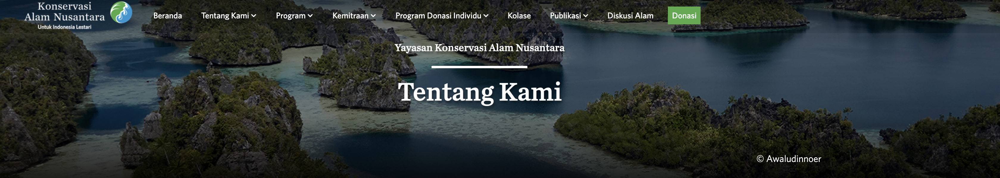 Konservasi
Alam Nusantara
Untuk Indonesia Lestari
Beranda
Tentang Kami
Program
Kemitraan
Program Donasi Individu
Kolase
Publikasi
Diskusi Alam
Donasi
Yayasan Konservasi Alam Nusantara
Tentang Kami
© Awaludinnoer